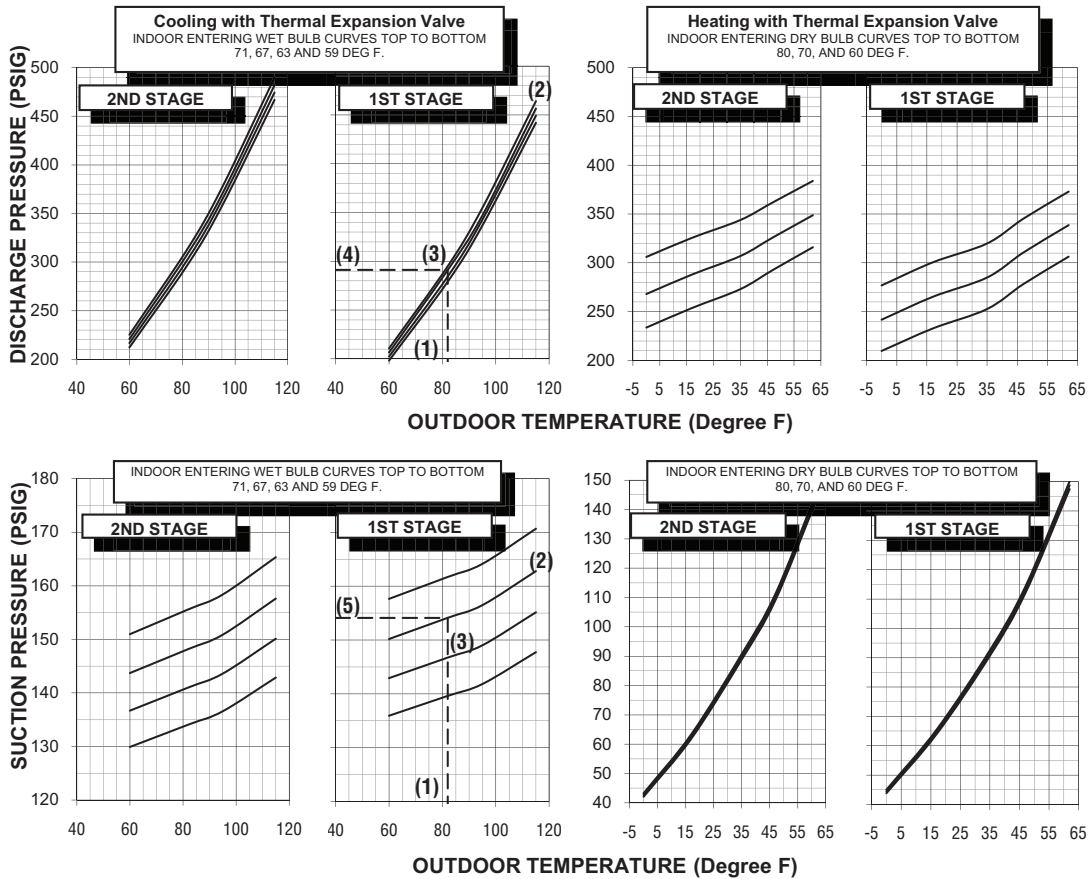 Cooling with Thermal Expansion Valve
INDOOR ENTERING WET BULB CURVES TOP TO BOTTOM
71, 67, 63 AND 59 DEG F.
Heating with Thermal Expansion Valve
INDOOR ENTERING DRY BULB CURVES TOP TO BOTTOM
80, 70, AND 60 DEG F.
DISCHARGE PRESSURE (PSIG)
500
450
400
350
300
250
200
2ND STAGE
40 60 80 100 120
1ST STAGE
(2)
(4) (3)
(1)
40 60 80 100 120
500
450
400
350
300
250
200
2ND STAGE
-5 5 15 25 35 45 55 65
1ST STAGE
-5 5 15 25 35 45 55 65
OUTDOOR TEMPERATURE (Degree F)
INDOOR ENTERING WET BULB CURVES TOP TO BOTTOM
71, 67, 63 AND 59 DEG F.
INDOOR ENTERING DRY BULB CURVES TOP TO BOTTOM
80, 70, AND 60 DEG F.
SUCTION PRESSURE (PSIG)
180
170
160
150
140
130
120
2ND STAGE
40 60 80 100 120
1ST STAGE
(2)
(5)
(3)
(1)
40 60 80 100 120
150
140
130
120
110
100
90
80
70
60
50
40
2ND STAGE
-5 5 15 25 35 45 55 65
1ST STAGE
-5 5 15 25 35 45 55 65
OUTDOOR TEMPERATURE (Degree F)